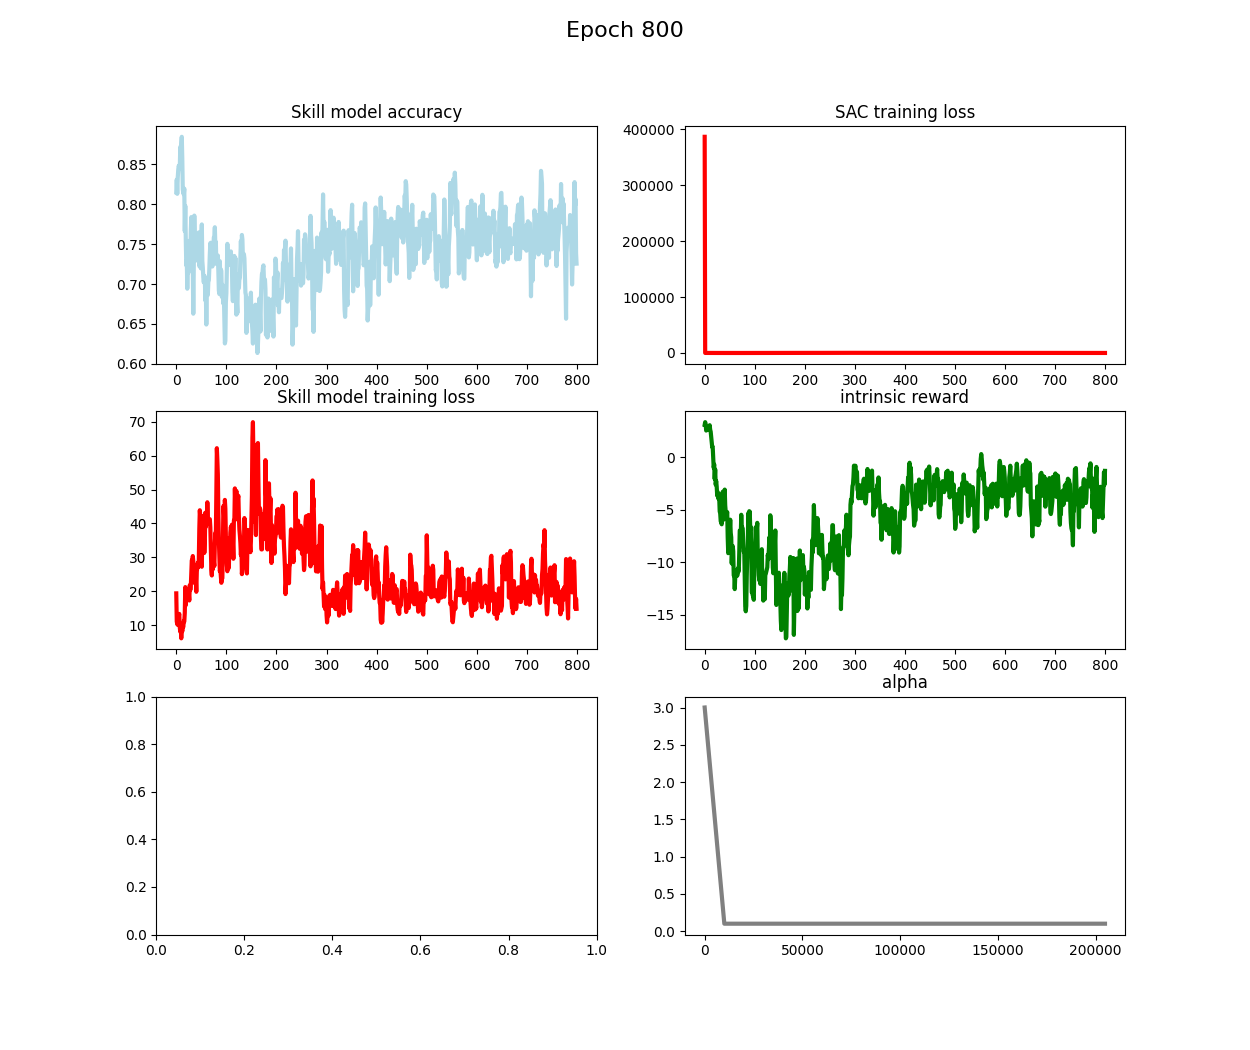 Epoch 800
Skill model accuracy
0.85
0.80
0.75
0.70
0.65
0.60
0 100 200 300 400 500 600 700 800
SAC training loss
400000
300000
200000
100000
0
0 100 200 300 400 500 600 700 800
Skill model training loss
70
60
50
40
30
20
10
0 100 200 300 400 500 600 700 800
intrinsic reward
0
−5
−10
−15
0 100 200 300 400 500 600 700 800
1.0
0.8
0.6
0.4
0.2
0.0
0.0 0.2 0.4 0.6 0.8 1.0
alpha
3.0
2.5
2.0
1.5
1.0
0.5
0.0
0 50000 100000 150000 200000